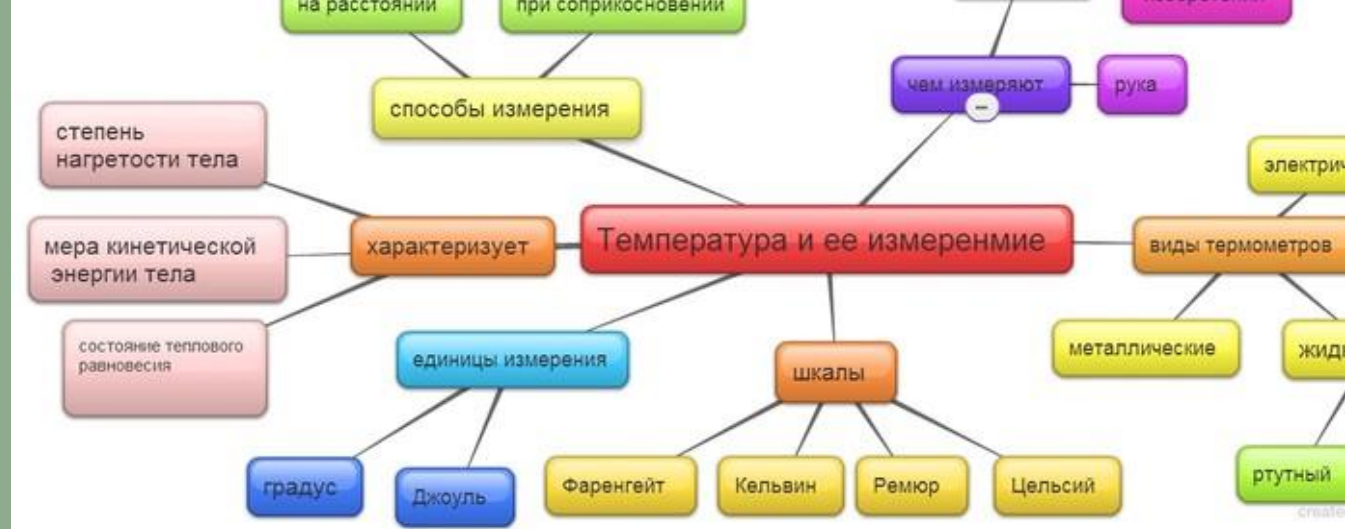 на расстоянии
при соприкосновении
чем измеряют
рука
способы измерения
степень
нагретости тела
мера кинетической
энергии тела
характеризует
Температура и ее измеренмие
виды термометров
состояние теплового
равновесия
единицы измерения
шкалы
металлические
градус
Джоуль
Фаренгейт
Кельвин
Ремюр
Цельсий
ртутный